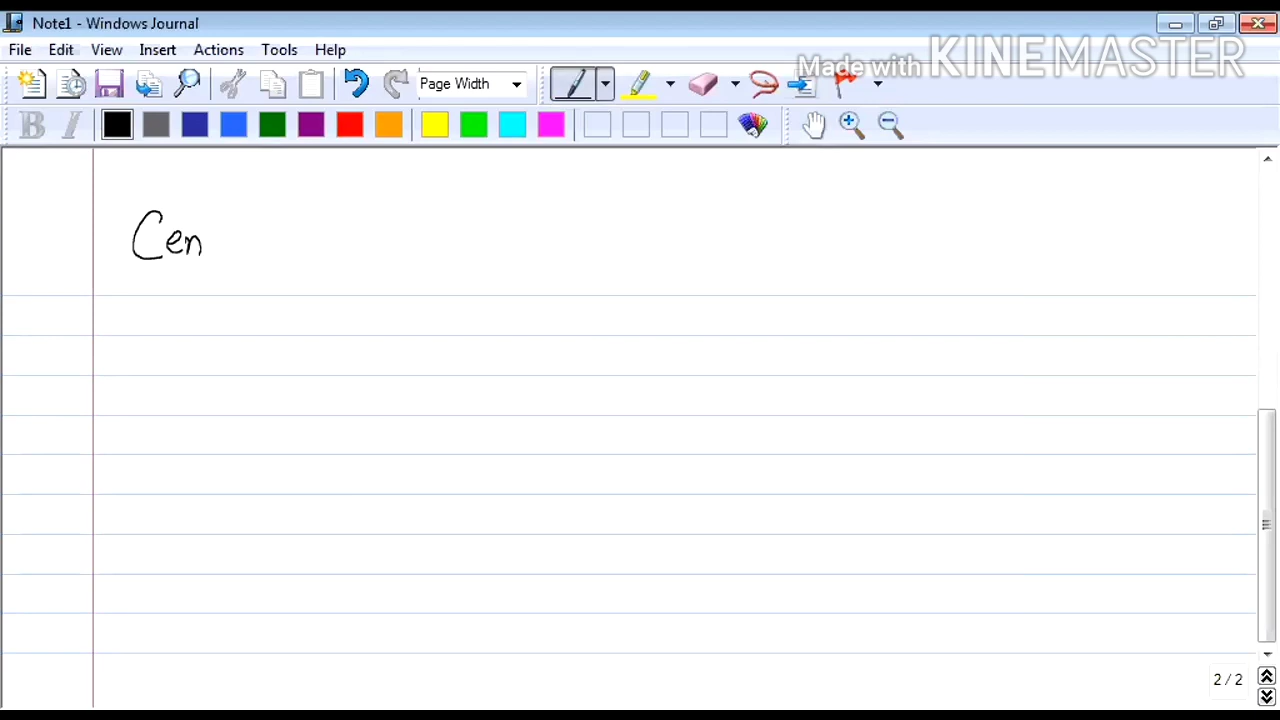 Note1 - Windows Journal
File Edit View Insert Actions Tools Help
Made with KINEMASTER
Page Width
B I
Cen
2 / 2